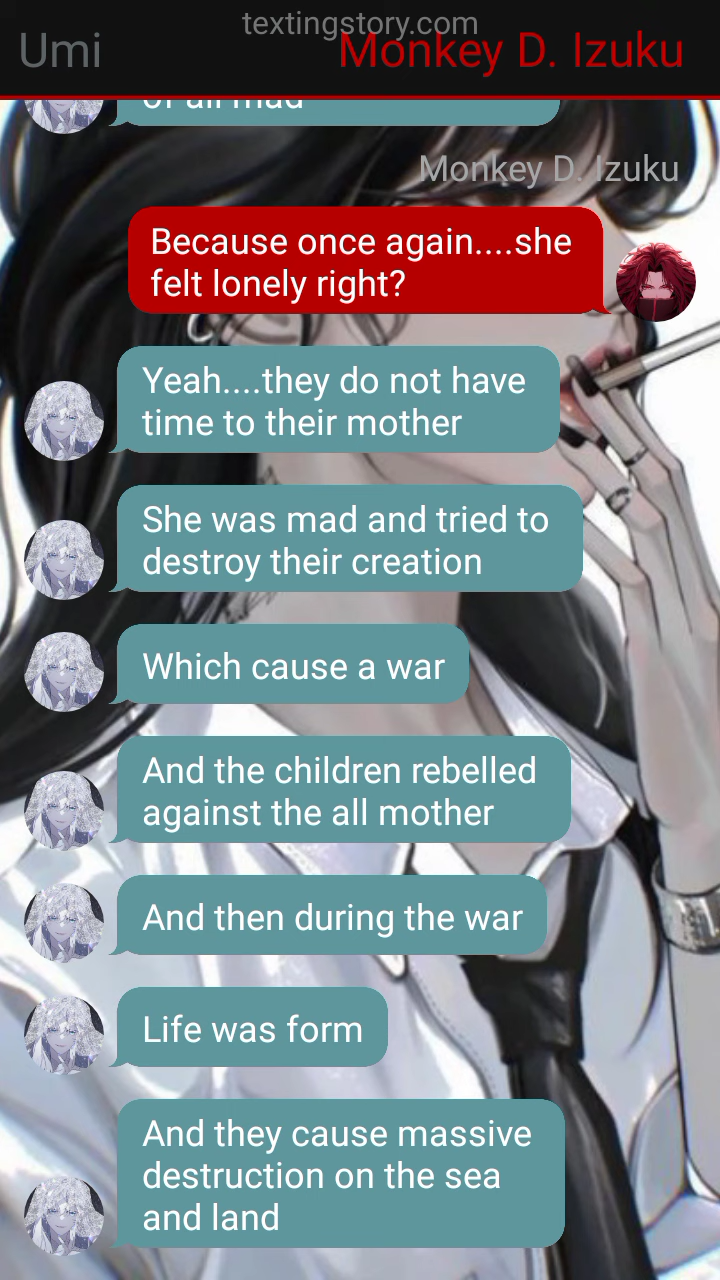 textingstory.com
Umi
Monkey D. Izuku
of all mad
Monkey D. Izuku
Because once again....she
felt lonely right?
Yeah....they do not have
time to their mother
She was mad and tried to
destroy their creation
Which cause a war
And the children rebelled
against the all mother
And then during the war
Life was form
And they cause massive
destruction on the sea
and land